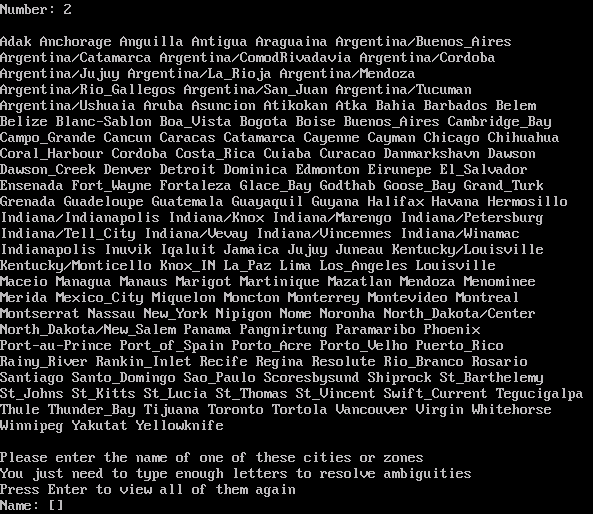 Number: 2
Adak Anchorage Anguilla Antigua Araguaina Argentina/Buenos_Aires
Argentina/Catamarca Argentina/ComodRivadavia Argentina/Cordoba
Argentina/Jujuy Argentina/La_Rioja Argentina/Mendoza
Argentina/Rio_Gallegos Argentina/San_Juan Argentina/Tucuman
Argentina/Ushuaia Aruba Asuncion Atikokan Atka Bahia Barbados Belem
Belize Blanc-Sablon Boa_Vista Bogota Boise Buenos_Aires Cambridge_Bay
Campo_Grande Cancun Caracas Catamarca Cayenne Cayman Chicago Chihuahua
Coral_Harbour Cordoba Costa_Rica Cuiaba Curacao Danmarkshavn Dawson
Dawson_Creek Denver Detroit Dominica Edmonton Eirunepe El_Salvador
Ensenada Fort_Wayne Fortaleza Glace_Bay Godthab Goose_Bay Grand_Turk
Grenada Guadeloupe Guatemala Guayaquil Guyana Halifax Havana Hermosillo
Indiana/Indianapolis Indiana/Knox Indiana/Marengo Indiana/Petersburg
Indiana/Tell_City Indiana/Vevay Indiana/Vincennes Indiana/Winamac
Indianapolis Inuvik Iqaluit Jamaica Jujuy Juneau Kentucky/Louisville
Kentucky/Monticello Knox_IN La_Paz Lima Los_Angeles Louisville
Maceio Managua Manaus Marigot Martinique Mazatlan Mendoza Menominee
Merida Mexico_City Miquelon Moncton Monterrey Montevideo Montreal
Montserrat Nassau New_York Nipigon Nome Noronha North_Dakota/Center
North_Dakota/New_Salem Panama Pangnirtung Paramaribo Phoenix
Port-au-Prince Port_of_Spain Porto_Acre Porto_Velho Puerto_Rico
Rainy_River Rankin_Inlet Recife Regina Resolute Rio_Branco Rosario
Santiago Santo_Domingo Sao_Paulo Scoresbysund Shiprock St_Barthelemy
St_Johns St_Kitts St_Lucia St_Thomas St_Vincent Swift_Current Tegucigalpa
Thule Thunder_Bay Tijuana Toronto Tortola Vancouver Virgin Whitehorse
Winnipeg Yakutat Yellowknife
Please enter the name of one of these cities or zones
You just need to type enough letters to resolve ambiguities
Press Enter to view all of them again
Name: []